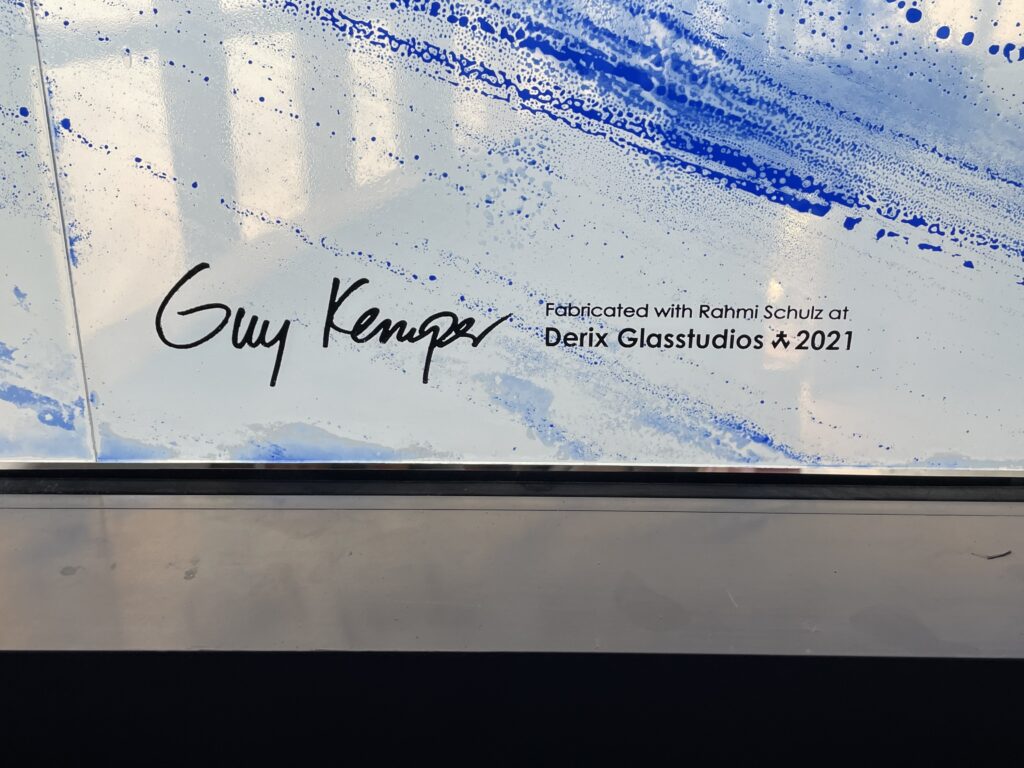 Guy Kemper
Fabricated with Rahmi Schulz at
Derix Glasstudios 2021